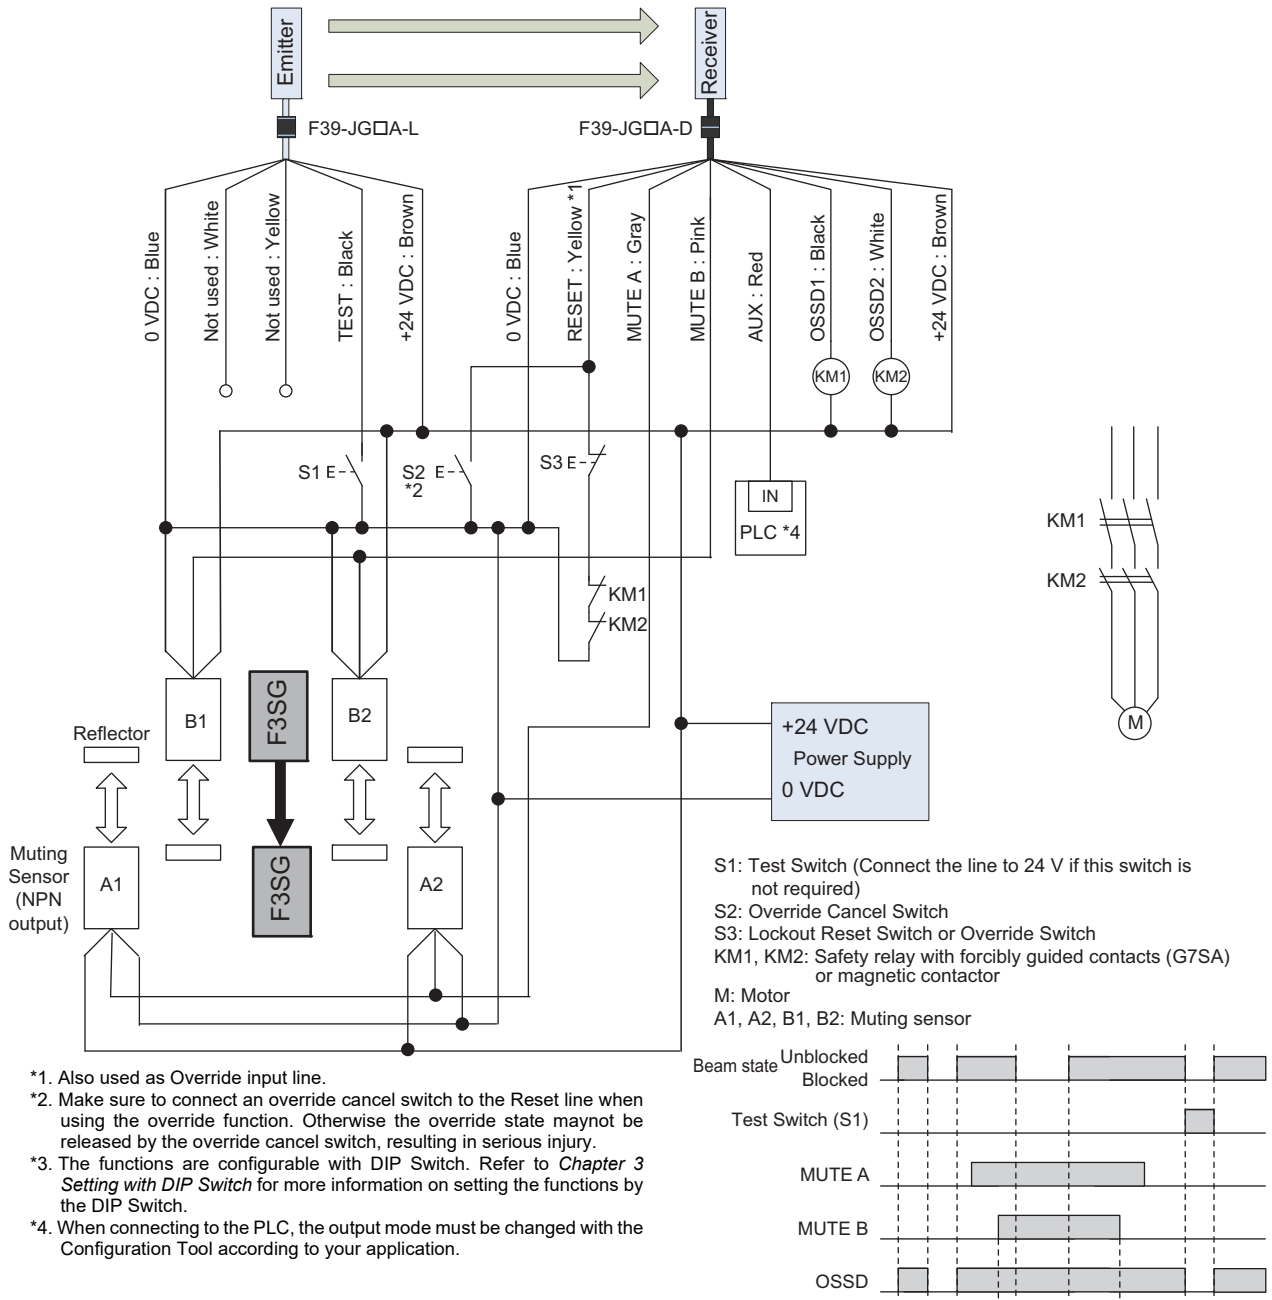 Emitter
Receiver
F39-JG□A-L
F39-JG□A-D
0 VDC : Blue
Not used : White
Not used : Yellow
TEST : Black
+24 VDC : Brown
0 VDC : Blue
RESET : Yellow *1
MUTE A : Gray
MUTE B : Pink
AUX : Red
OSSD1 : Black
OSSD2 : White
+24 VDC : Brown
KM1
KM2
S1
E
S2
*2
E
S3
E
IN
PLC *4
KM1
KM2
KM1
KM2
M
B1
F3SG
B2
Reflector
+24 VDC
Power Supply
0 VDC
Muting
Sensor
(NPN
output)
A1
F3SG
A2
S1: Test Switch (Connect the line to 24 V if this switch is
not required)
S2: Override Cancel Switch
S3: Lockout Reset Switch or Override Switch
KM1, KM2: Safety relay with forcibly guided contacts (G7SA)
or magnetic contactor
M: Motor
A1, A2, B1, B2: Muting sensor
*1. Also used as Override input line.
*2. Make sure to connect an override cancel switch to the Reset line when
using the override function. Otherwise the override state maynot be
released by the override cancel switch, resulting in serious injury.
*3. The functions are configurable with DIP Switch. Refer to Chapter 3
Setting with DIP Switch for more information on setting the functions by
the DIP Switch.
*4. When connecting to the PLC, the output mode must be changed with the
Configuration Tool according to your application.
Beam state Unblocked
Blocked
Test Switch (S1)
MUTE A
MUTE B
OSSD